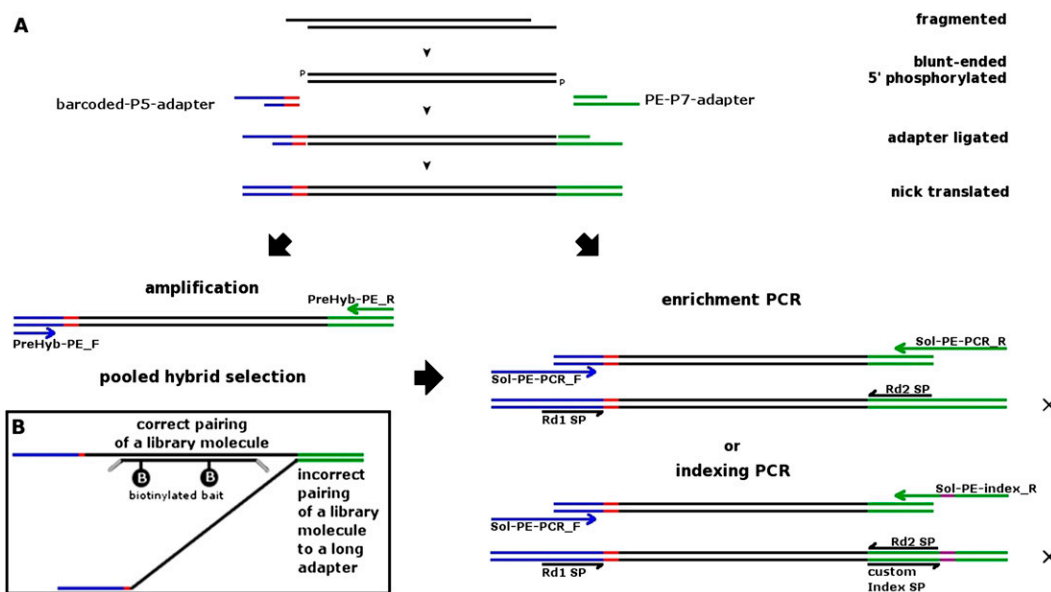 A
fragmented
blunt-ended
5' phosphorylated
P
P
barcoded-P5-adapter
PE-P7-adapter
adapter ligated
nick translated
amplification
PreHyb-PE_R
PreHyb-PE_F
pooled hybrid selection
enrichment PCR
Sol-PE-PCR_R
Sol-PE-PCR_F
Rd2 SP
Rd1 SP
or
indexing PCR
Sol-PE-index_R
Sol-PE-PCR_F
Rd2 SP
Rd1 SP
custom
Index SP
B
correct pairing
of a library molecule
B
B
biotinylated bait
incorrect
pairing
of a library
molecule
to a long
adapter